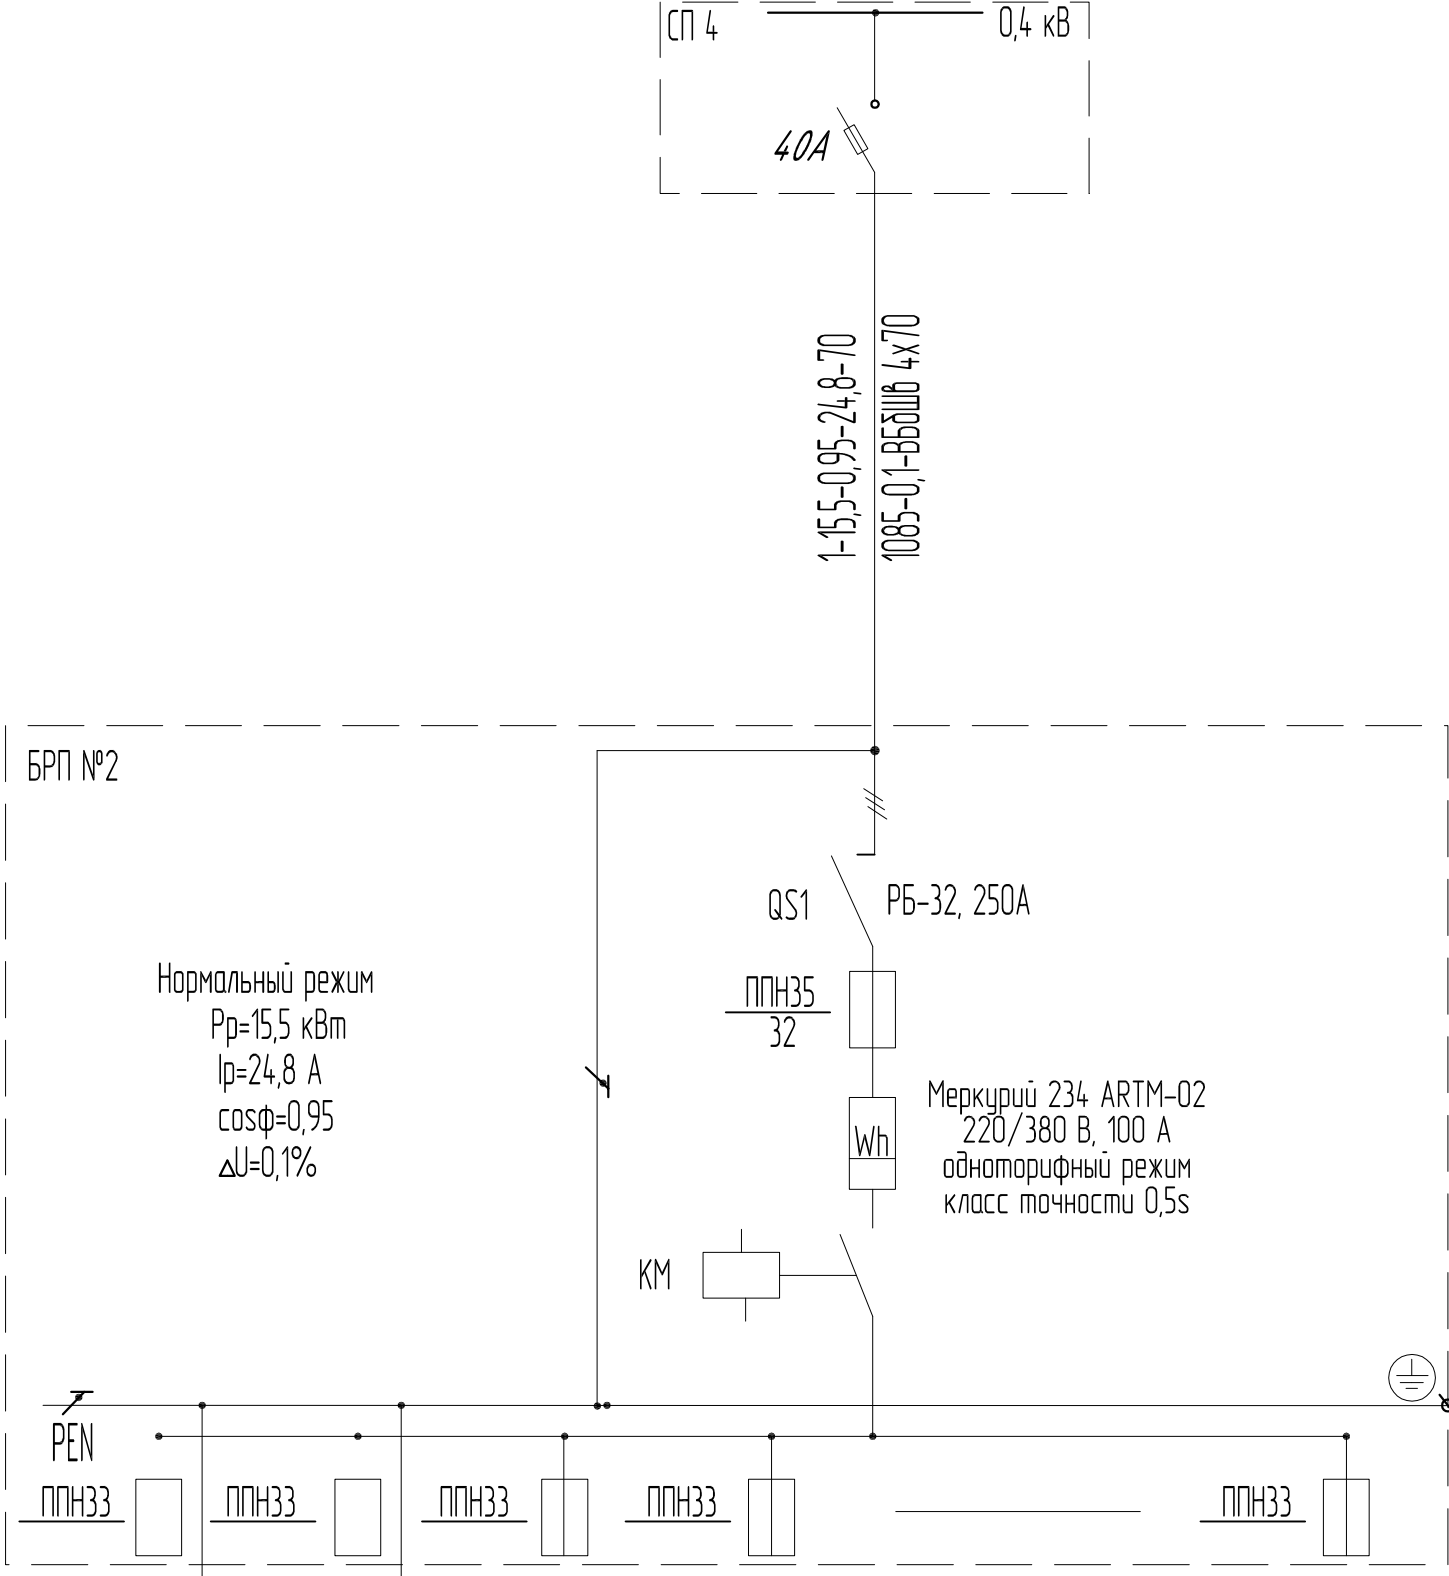 СП 4
0,4 кВ
40А
1-15,5-0,95-24,8-70
1085-0,1-ВБбШв 4х70
БРП №2
QS1
РБ-32, 250А
Нормальный режим
Рр=15,5 кВт
Iр=24,8 А
cosφ=0,95
ΔU=0,1%
ППН35
32
Меркурий 234 ARTM-02
220/380 В, 100 А
одноторифный режим
класс точности 0,5s
Wh
КМ
PEN
ППН33
ППН33
ППН33
ППН33
ППН33